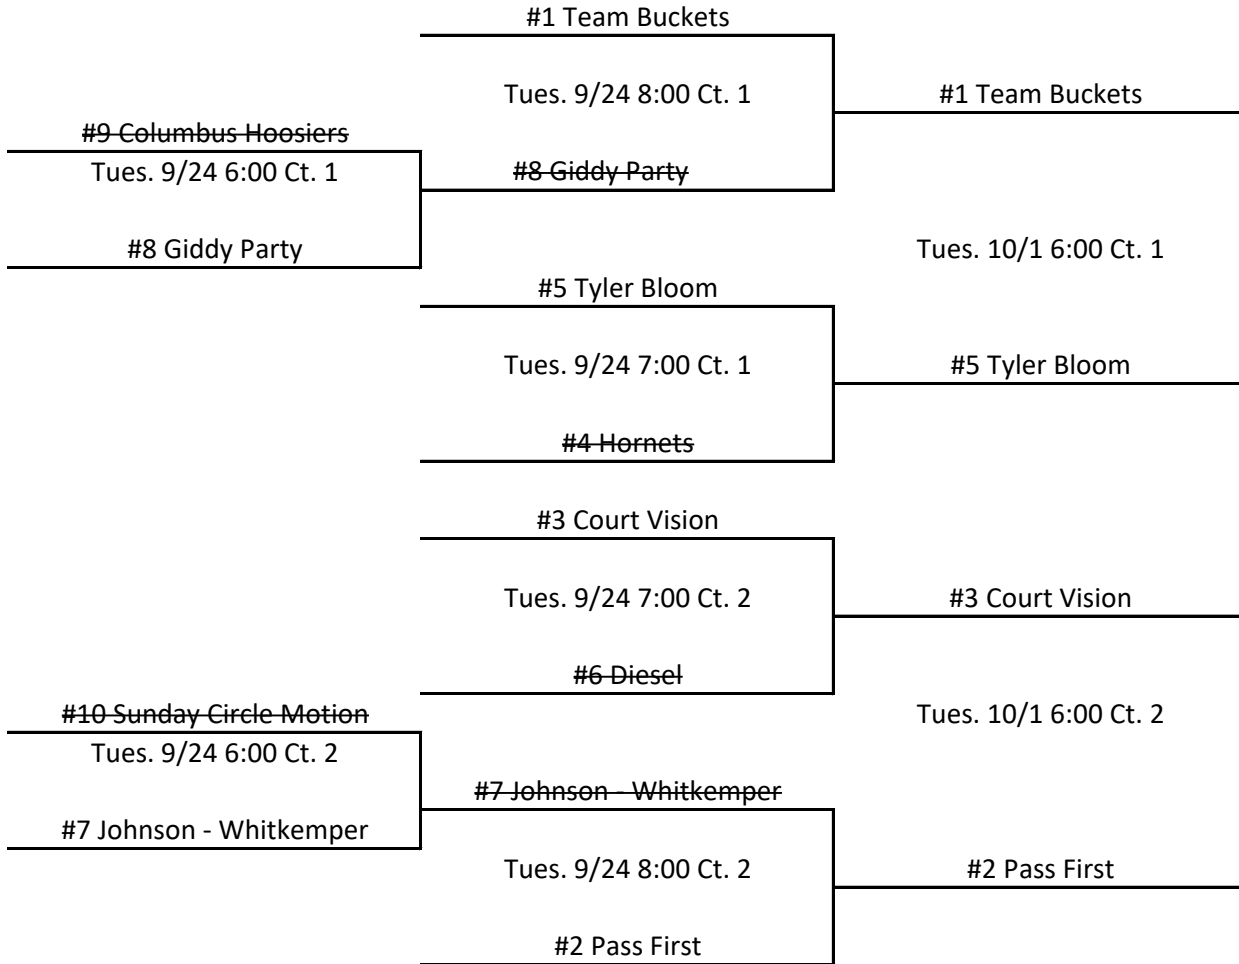 #1 Team Buckets
Tues. 9/24 8:00 Ct. 1
#1 Team Buckets
#9 Columbus Hoosiers
Tues. 9/24 6:00 Ct. 1
#8 Giddy Party
#8 Giddy Party
Tues. 10/1 6:00 Ct. 1
#5 Tyler Bloom
Tues. 9/24 7:00 Ct. 1
#5 Tyler Bloom
#4 Hornets
#3 Court Vision
Tues. 9/24 7:00 Ct. 2
#3 Court Vision
#6 Diesel
#10 Sunday Circle Motion
Tues. 10/1 6:00 Ct. 2
Tues. 9/24 6:00 Ct. 2
#7 Johnson - Whitkemper
#7 Johnson - Whitkemper
Tues. 9/24 8:00 Ct. 2
#2 Pass First
#2 Pass First